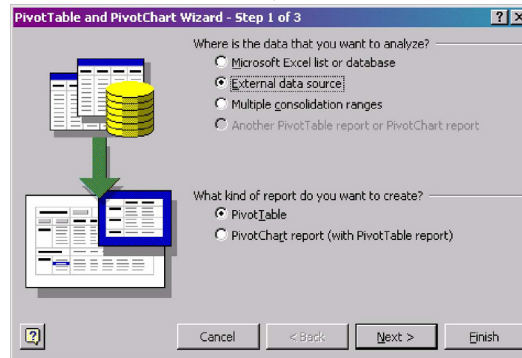 PivotTable and PivotChart Wizard - Step 1 of 3
Where is the data that you want to analyze?
Microsoft Excel list or database
External data source
Multiple consolidation ranges
Another PivotTable report or PivotChart report
What kind of report do you want to create?
PivotTable
PivotChart report (with PivotTable report)
Cancel
< Back
Next >
Finish